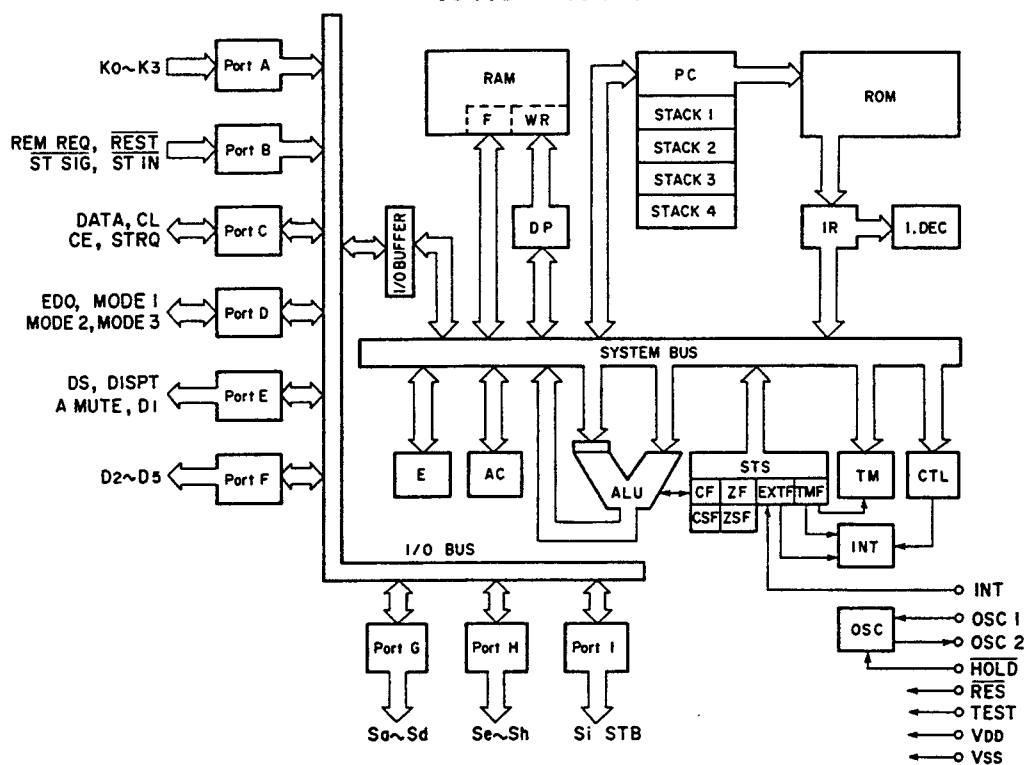 K0~K3
Port A
REM REQ, REST
ST SIG, ST IN
Port B
DATA, CL
CE, STRQ
Port C
EDO, MODE 1
MODE 2, MODE 3
Port D
DS, DISPT
A MUTE, D1
Port E
D2~D5
Port F
I/O BUFFER
RAM
F
WR
DP
PC
STACK 1
STACK 2
STACK 3
STACK 4
ROM
IR
I.DEC
SYSTEM BUS
E
AC
ALU
STS
CF ZF EXTF TMF
CSF ZSF
TM
CTL
INT
I/O BUS
Port G
Port H
Port I
Sa~Sd
Se~Sh
Si STB
OSC
INT
OSC 1
OSC 2
HOLD
RES
TEST
VDD
VSS